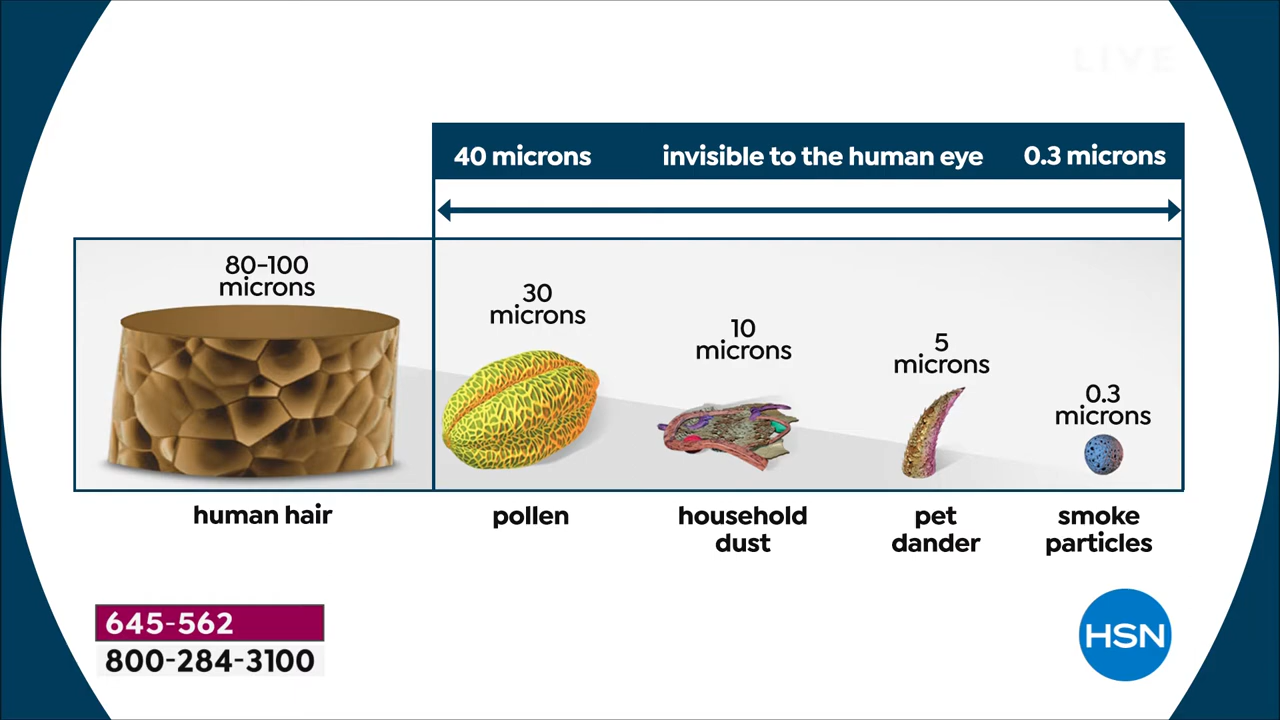 LIVE
40 microns invisible to the human eye 0.3 microns
80-100
microns
30
microns
10
microns
5
microns
0.3
microns
human hair
pollen
household
dust
pet
dander
smoke
particles
645-562
800-284-3100
HSN